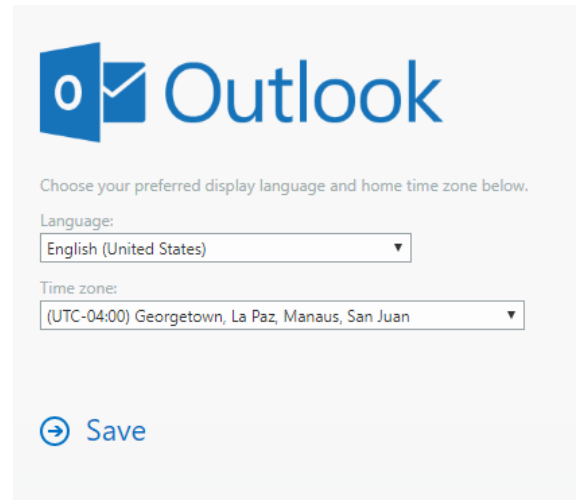 Outlook
Choose your preferred display language and home time zone below.
Language:
English (United States)
Time zone:
(UTC-04:00) Georgetown, La Paz, Manaus, San Juan
Save